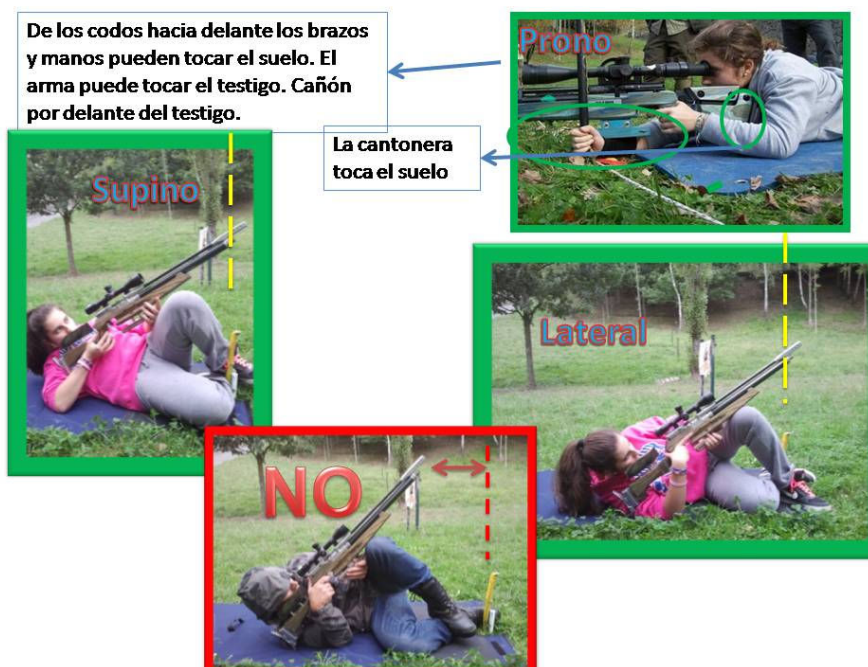 De los codos hacia delante los brazos
y manos pueden tocar el suelo. El
arma puede tocar el testigo. Cañón
por delante del testigo.
Prono
La cantonera
toca el suelo
Supino
Lateral
NO